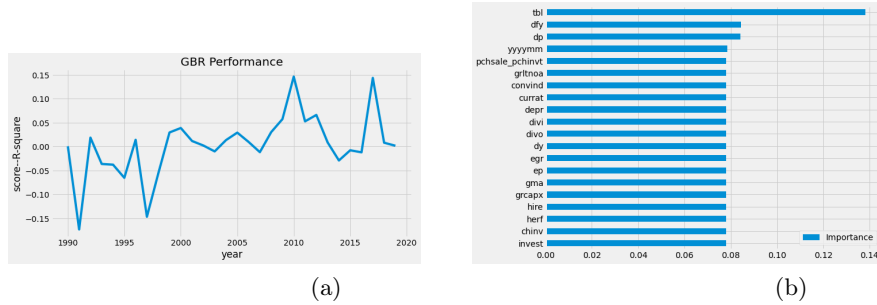 GBR Performance
score--R-square
0.15
0.10
0.05
0.00
−0.05
−0.10
−0.15
1990 1995 2000 2005 2010 2015 2020
year
(a)
tbl
dfy
dp
yyyymm
pchsale_pchinvt
grltnoa
convind
currat
depr
divi
divo
dy
egr
ep
gma
grcapx
hire
herf
chinv
invest
Importance
0.00 0.02 0.04 0.06 0.08 0.10 0.12 0.14
(b)